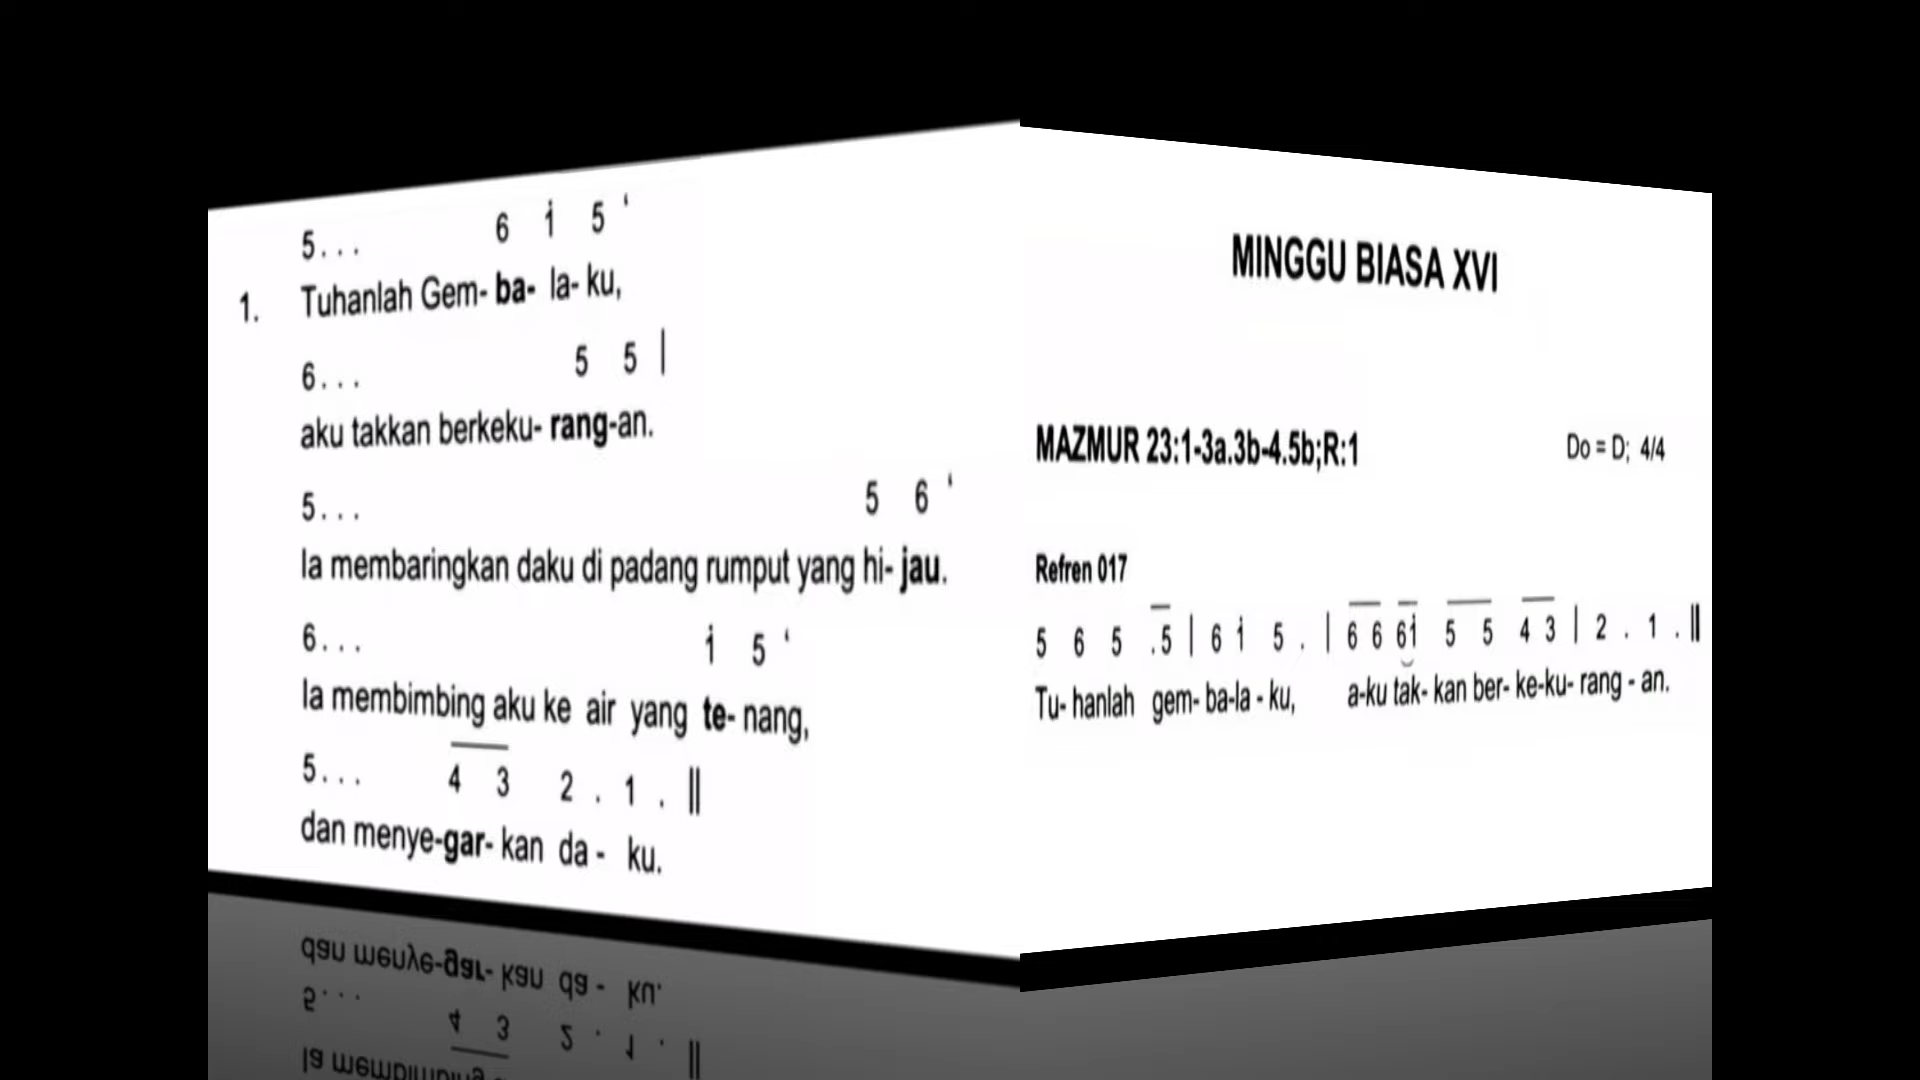 5 . . . 6 i 5 ‘
1. Tuhanlah Gem- ba- la- ku,
6 . . . 5 5 |
aku takkan berkeku- rang-an.
5 . . . 5 6 ‘
Ia membaringkan daku di padang rumput yang hi- jau.
6 . . . i 5 ‘
Ia membimbing aku ke air yang te- nang,
5 . . . 4 3 2 . 1 . ||
dan menye-gar- kan da - ku.
MINGGU BIASA XVI
MAZMUR 23:1-3a.3b-4.5b;R:1 Do = D; 4/4
Refren 017
5 6 5 .5 | 6 i 5 . | 6 6 6i 5 5 4 3 | 2 . 1 . ||
Tu- hanlah gem- ba-la - ku, a-ku tak- kan ber- ke-ku- rang - an.